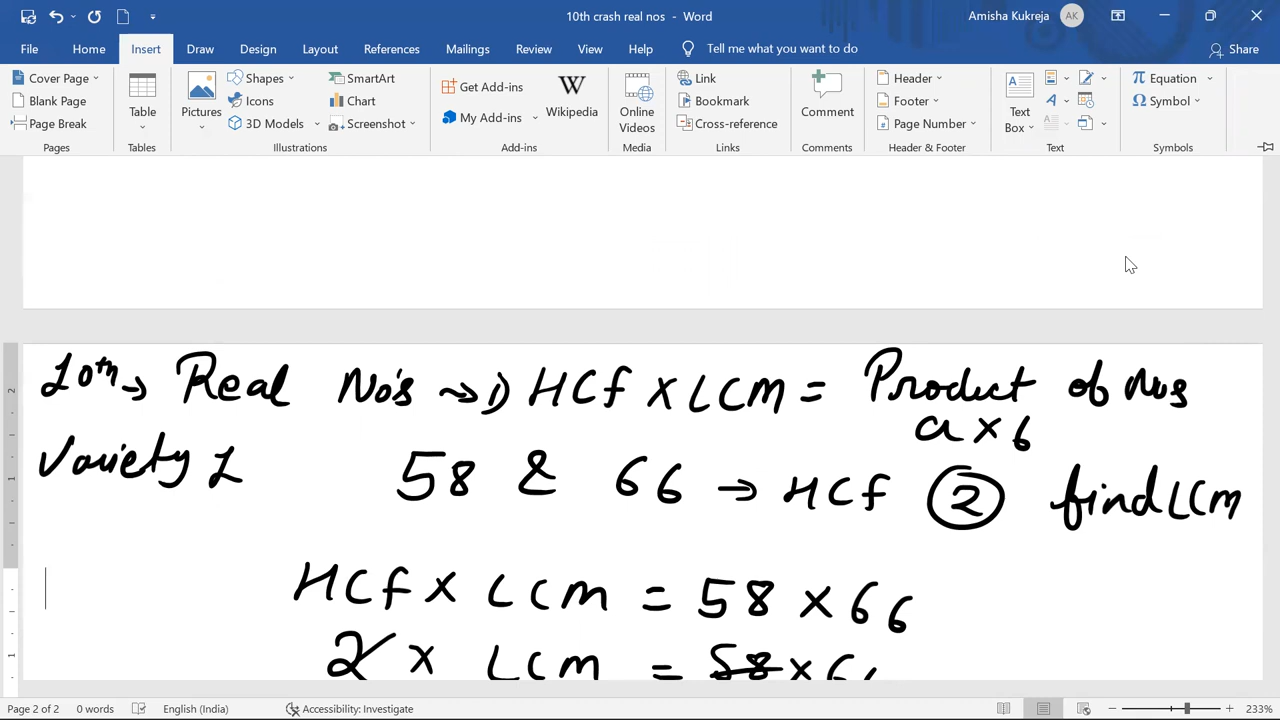 10th crash real nos - Word
Amisha Kukreja AK
File Home Insert Draw Design Layout References Mailings Review View Help Tell me what you want to do Share
Cover Page Shapes SmartArt Get Add-ins Link Header Equation
Blank Page Icons Chart Bookmark Footer Symbol
Page Break 3D Models Screenshot My Add-ins Cross-reference Page Number
Table Pictures Wikipedia Online Videos Comment Text Box
Pages Tables Illustrations Add-ins Media Links Comments Header & Footer Text Symbols
10th → Real No's ~> 1) HCf x LCM = Product of Nos
a x b
Variety 1 58 & 66 → HCf 2 find LCM
HCf x LCM = 58 x 66
2 x LCM = 58 x 66
Page 2 of 2 0 words English (India) Accessibility: Investigate 233%